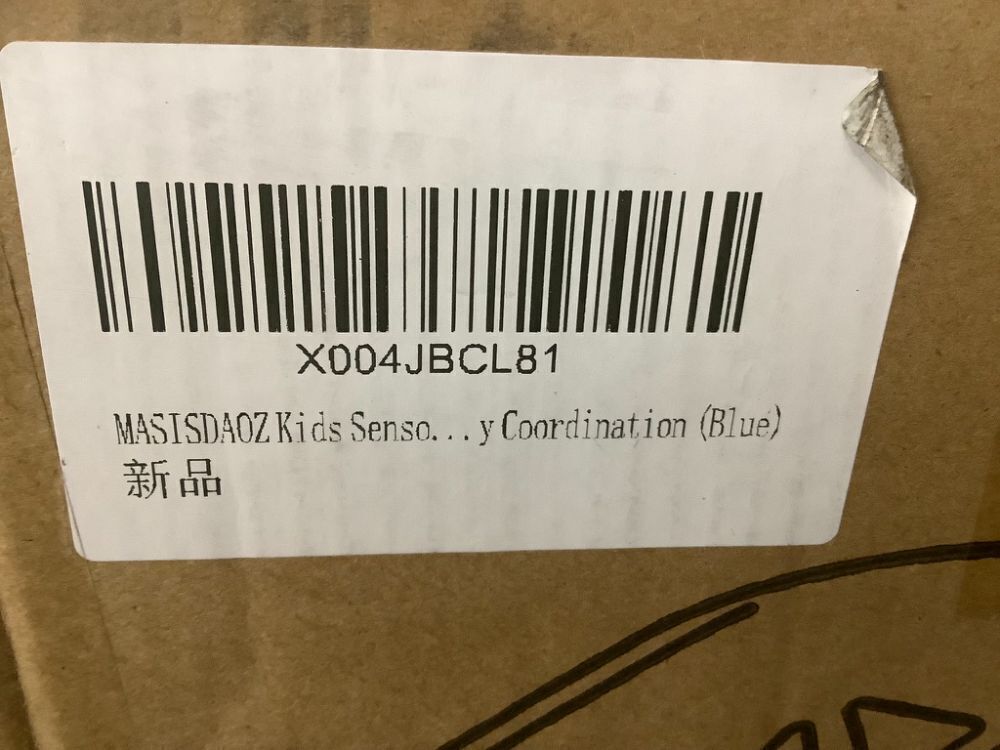 X004JBCL81
MASISDAOZ Kids Senso...y Coordination (Blue)
新品